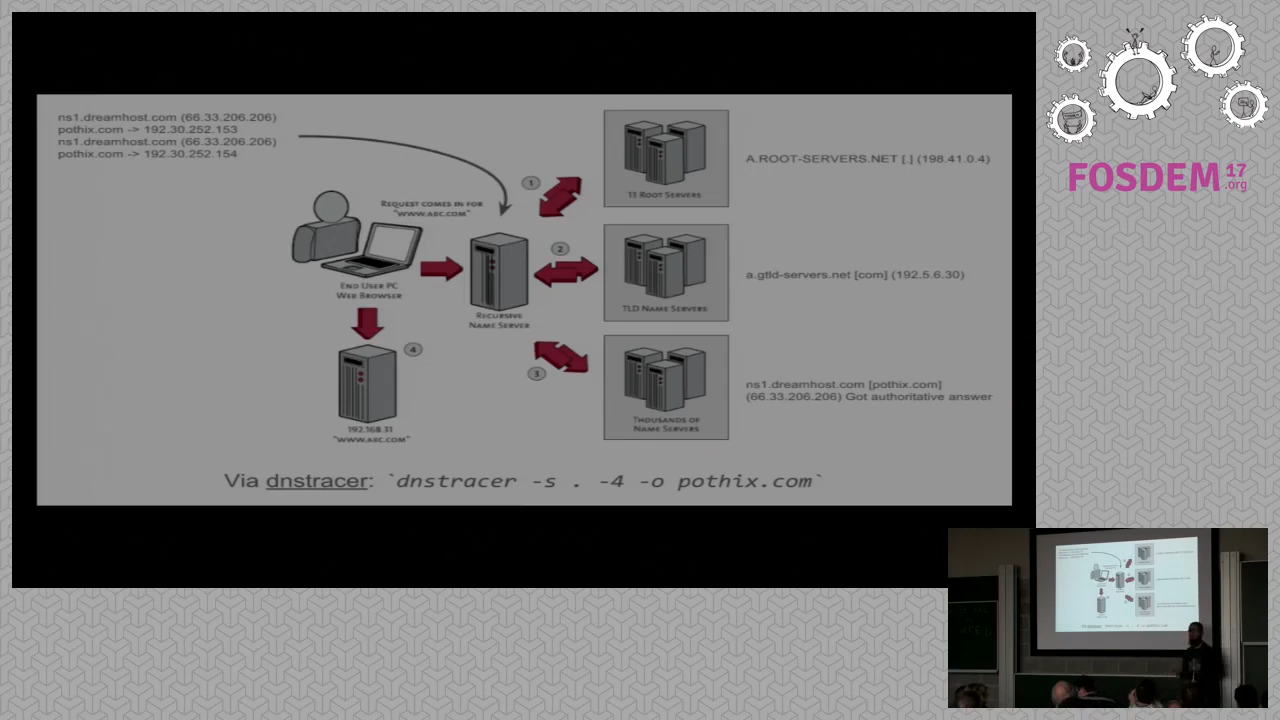 ns1.dreamhost.com (66.33.206.206)
pothix.com -> 192.30.252.153
ns1.dreamhost.com (66.33.206.206)
pothix.com -> 192.30.252.154
REQUEST COMES IN FOR
"WWW.ABC.COM"
1
13 ROOT SERVERS
A.ROOT-SERVERS.NET [.] (198.41.0.4)
2
TLD NAME SERVERS
a.gtld-servers.net [com] (192.5.6.30)
END USER PC
WEB BROWSER
RECURSIVE
NAME SERVER
3
THOUSANDS OF
NAME SERVERS
ns1.dreamhost.com [pothix.com]
(66.33.206.206) Got authoritative answer
4
192.168.31
"WWW.ABC.COM"
Via dnstracer: `dnstracer -s . -4 -o pothix.com`
FOSDEM 17
.org